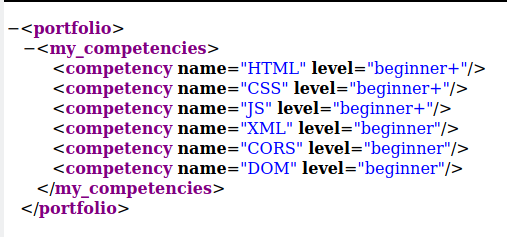 −<portfolio>
−<my_competencies>
<competency name="HTML" level="beginner+"/>
<competency name="CSS" level="beginner+"/>
<competency name="JS" level="beginner+"/>
<competency name="XML" level="beginner"/>
<competency name="CORS" level="beginner"/>
<competency name="DOM" level="beginner"/>
</my_competencies>
</portfolio>